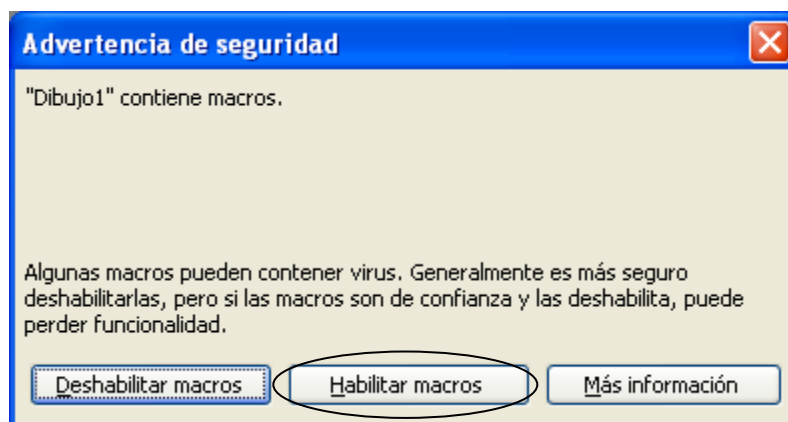 Advertencia de seguridad
"Dibujo1" contiene macros.
Algunas macros pueden contener virus. Generalmente es más seguro
deshabilitarlas, pero si las macros son de confianza y las deshabilita, puede
perder funcionalidad.
Deshabilitar macros Habilitar macros Más información